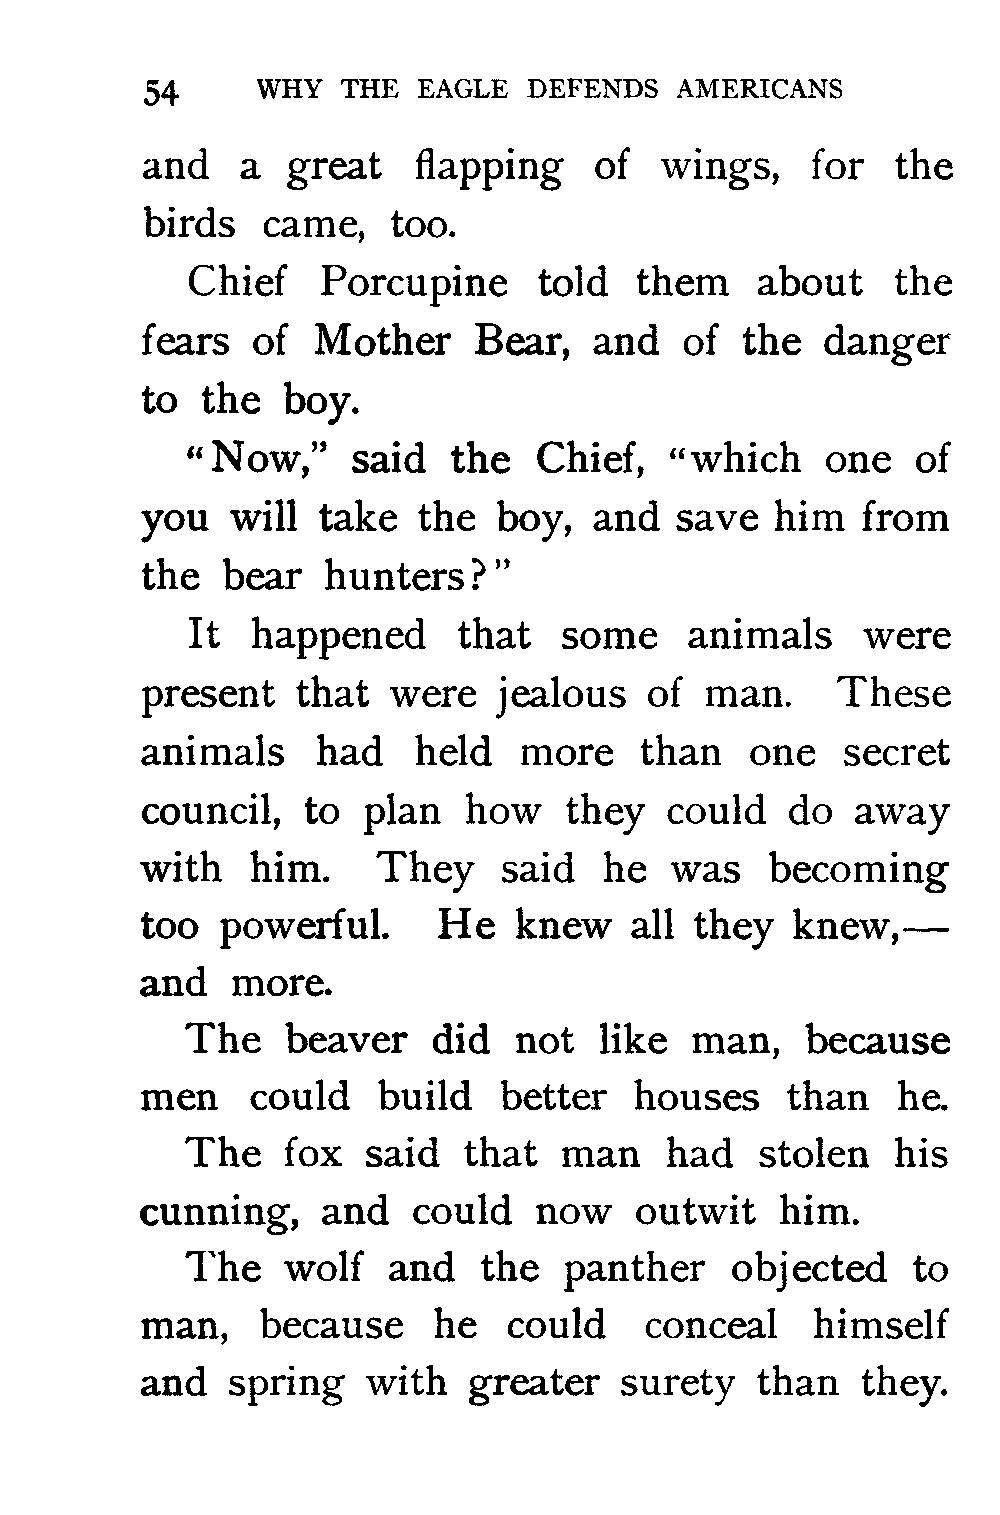 54 WHY THE EAGLE DEFENDS AMERICANS
and a great flapping of wings, for the
birds came, too.
Chief Porcupine told them about the
fears of Mother Bear, and of the danger
to the boy.
“Now,” said the Chief, “which one of
you will take the boy, and save him from
the bear hunters?”
It happened that some animals were
present that were jealous of man. These
animals had held more than one secret
council, to plan how they could do away
with him. They said he was becoming
too powerful. He knew all they knew,—
and more.
The beaver did not like man, because
men could build better houses than he.
The fox said that man had stolen his
cunning, and could now outwit him.
The wolf and the panther objected to
man, because he could conceal himself
and spring with greater surety than they.